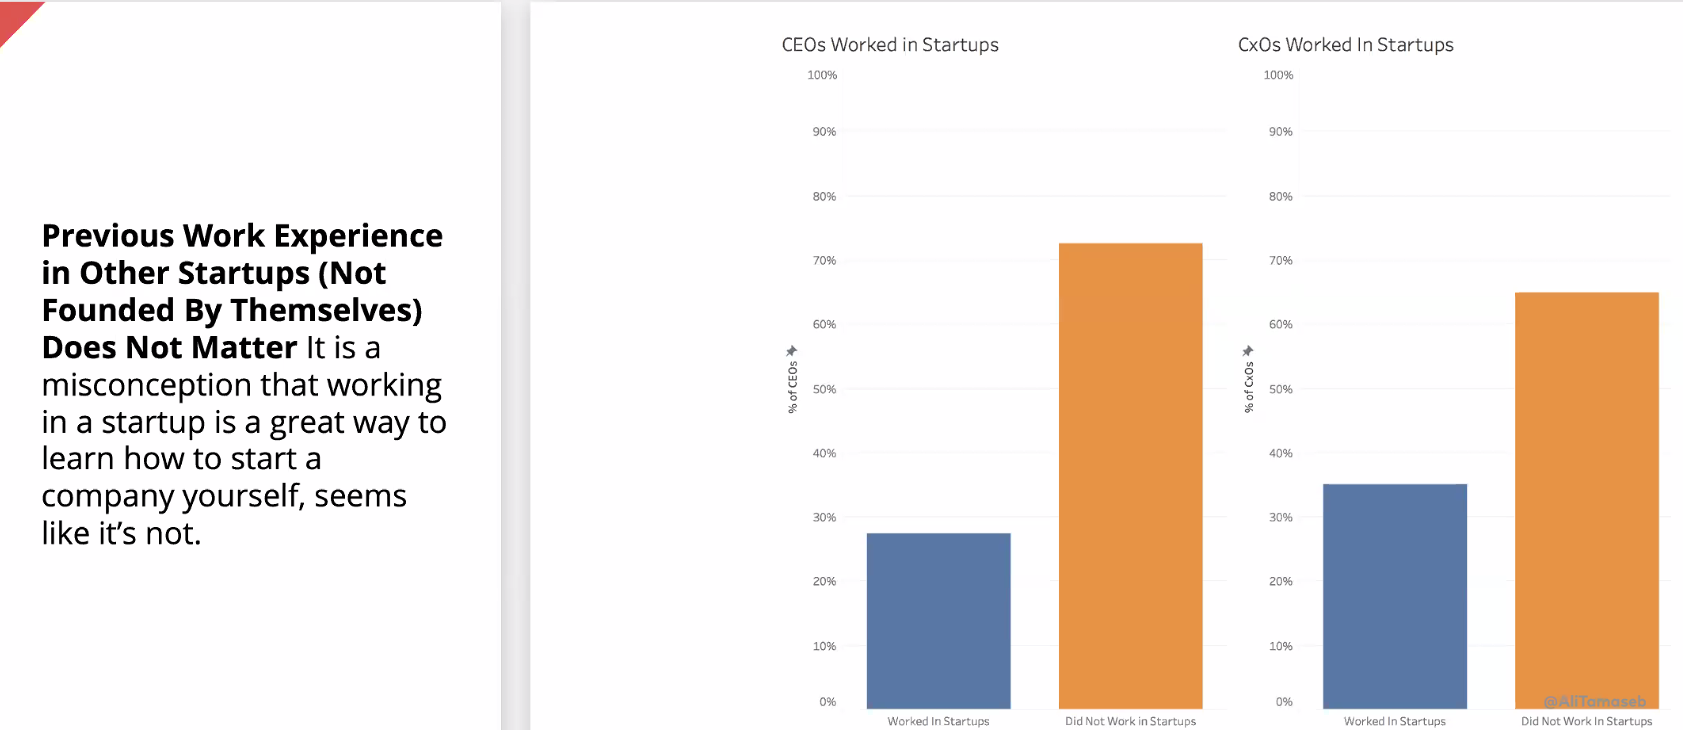 Previous Work Experience
in Other Startups (Not
Founded By Themselves)
Does Not Matter It is a
misconception that working
in a startup is a great way to
learn how to start a
company yourself, seems
like it’s not.
CEOs Worked in Startups
100%
90%
80%
70%
60%
50%
40%
30%
20%
10%
0%
% of CEOs
Worked In Startups
Did Not Work in Startups
CxOs Worked In Startups
100%
90%
80%
70%
60%
50%
40%
30%
20%
10%
0%
% of CxOs
Worked In Startups
Did Not Work In Startups
@AliTamaseb